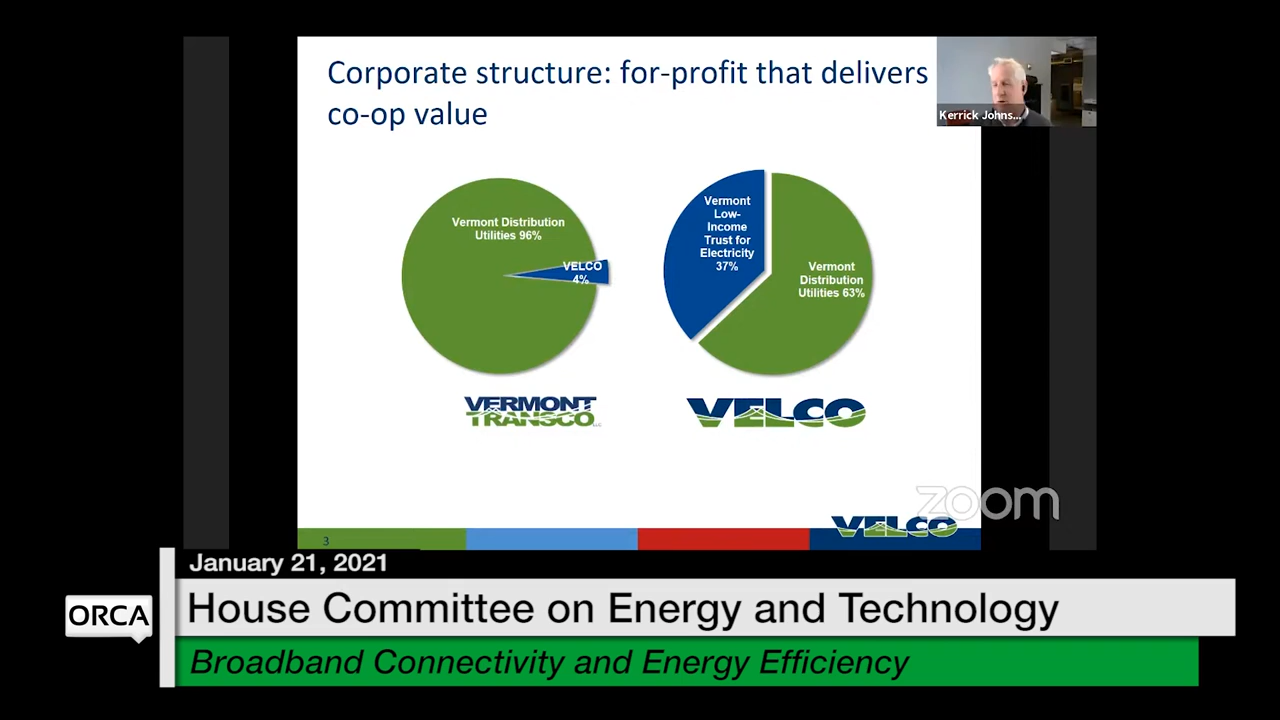 Corporate structure: for-profit that delivers
co-op value
Kerrick Johns...
Vermont Distribution
Utilities 96%
VELCO
4%
Vermont
Low-
Income
Trust for
Electricity
37%
Vermont
Distribution
Utilities 63%
VERMONT
TRANSCO LLC
VELCO
zoom
VELCO
3
January 21, 2021
ORCA
House Committee on Energy and Technology
Broadband Connectivity and Energy Efficiency